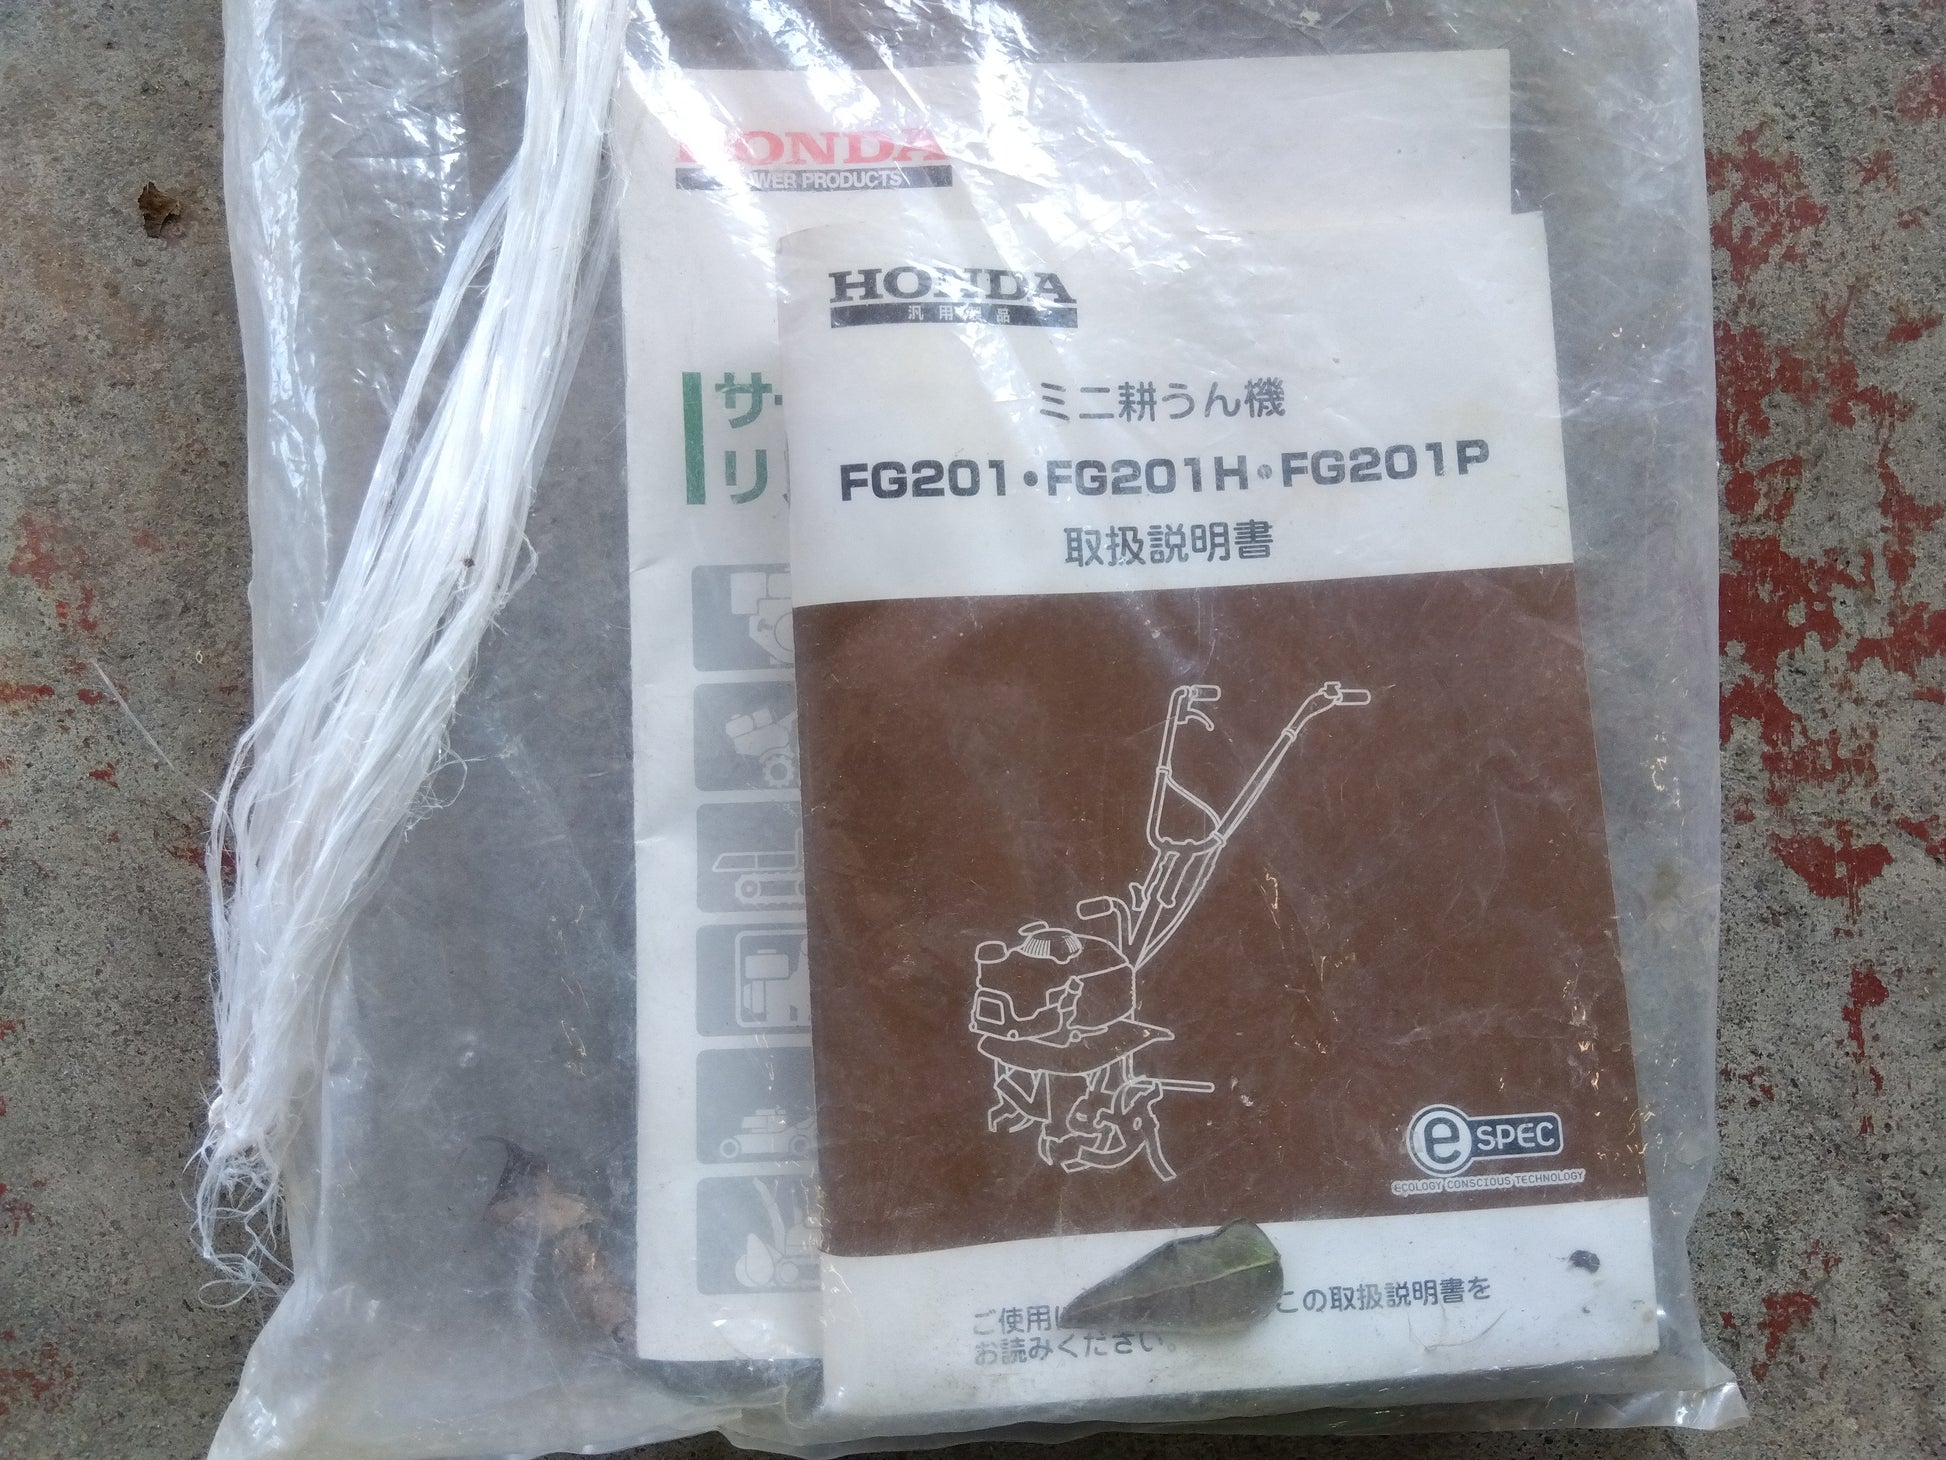 HONDA
POWER PRODUCTS
サ
リ
HONDA
汎用製品
ミニ耕うん機
FG201・FG201H・FG201P
取扱説明書
e SPEC
ECOLOGY CONSCIOUS TECHNOLOGY
ご使用に この取扱説明書を
お読みください。